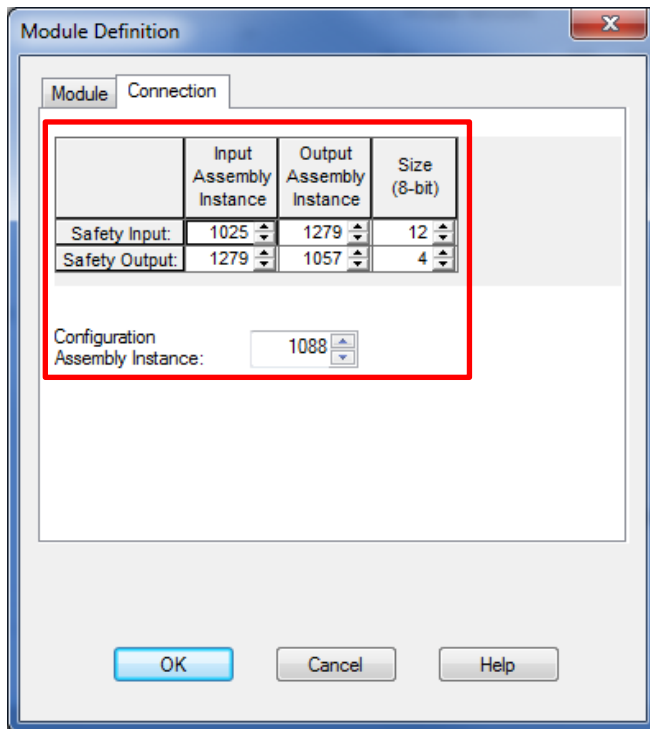 Module Definition
X
Module Connection
Input Assembly Instance
Output Assembly Instance
Size (8-bit)
Safety Input: 1025 1279 12
Safety Output: 1279 1057 4
Configuration
Assembly Instance: 1088
OK Cancel Help